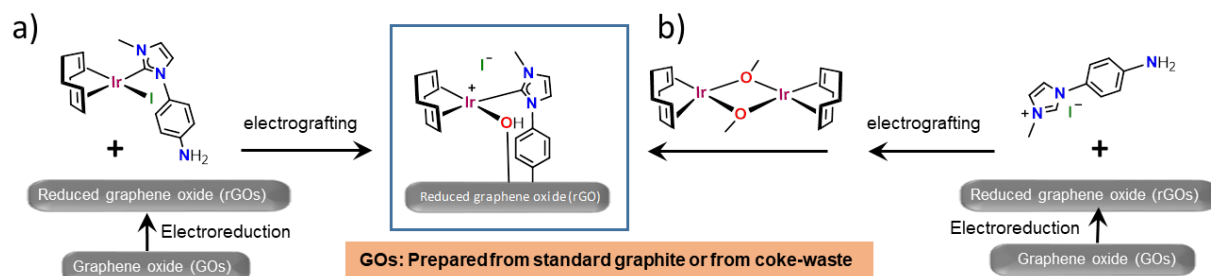 a)
N
N
Ir
I
NH2
+
Reduced graphene oxide (rGOs)
Electroreduction
Graphene oxide (GOs)
electrografting
I−
N
+
Ir
N
OH
Reduced graphene oxide (rGO)
b)
O
Ir
Ir
O
electrografting
NH2
N
N
+
I−
+
Reduced graphene oxide (rGOs)
Electroreduction
Graphene oxide (GOs)
GOs: Prepared from standard graphite or from coke-waste